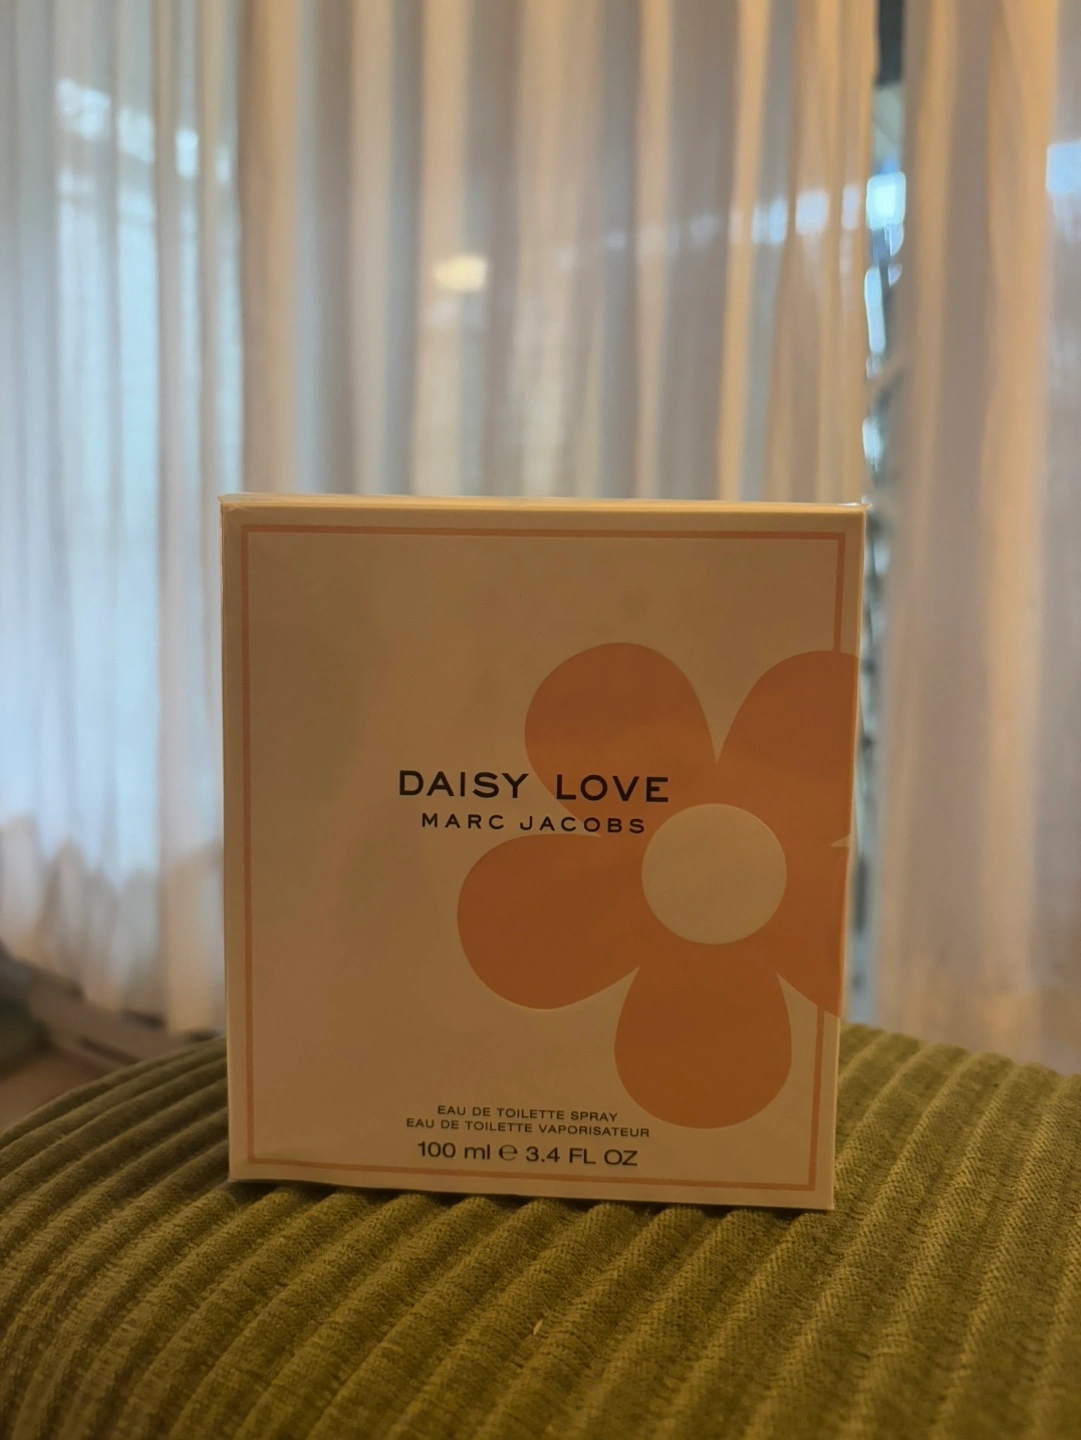 DAISY LOVE
MARC JACOBS
EAU DE TOILETTE SPRAY
EAU DE TOILETTE VAPORISATEUR
100 ml ℮ 3.4 FL OZ